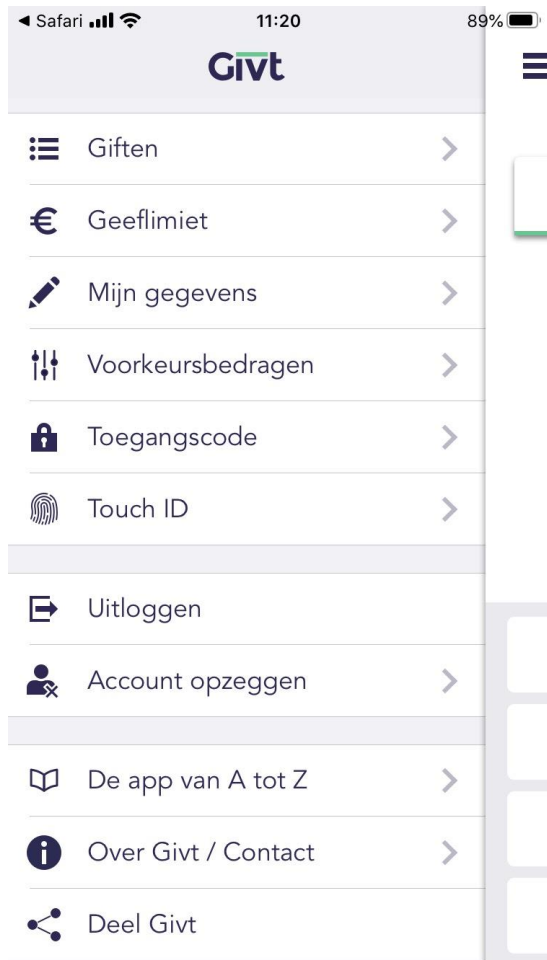 ◀ Safari 11:20 89%
Givt
Giften
Geeflimiet
Mijn gegevens
Voorkeursbedragen
Toegangscode
Touch ID
Uitloggen
Account opzeggen
De app van A tot Z
Over Givt / Contact
Deel Givt